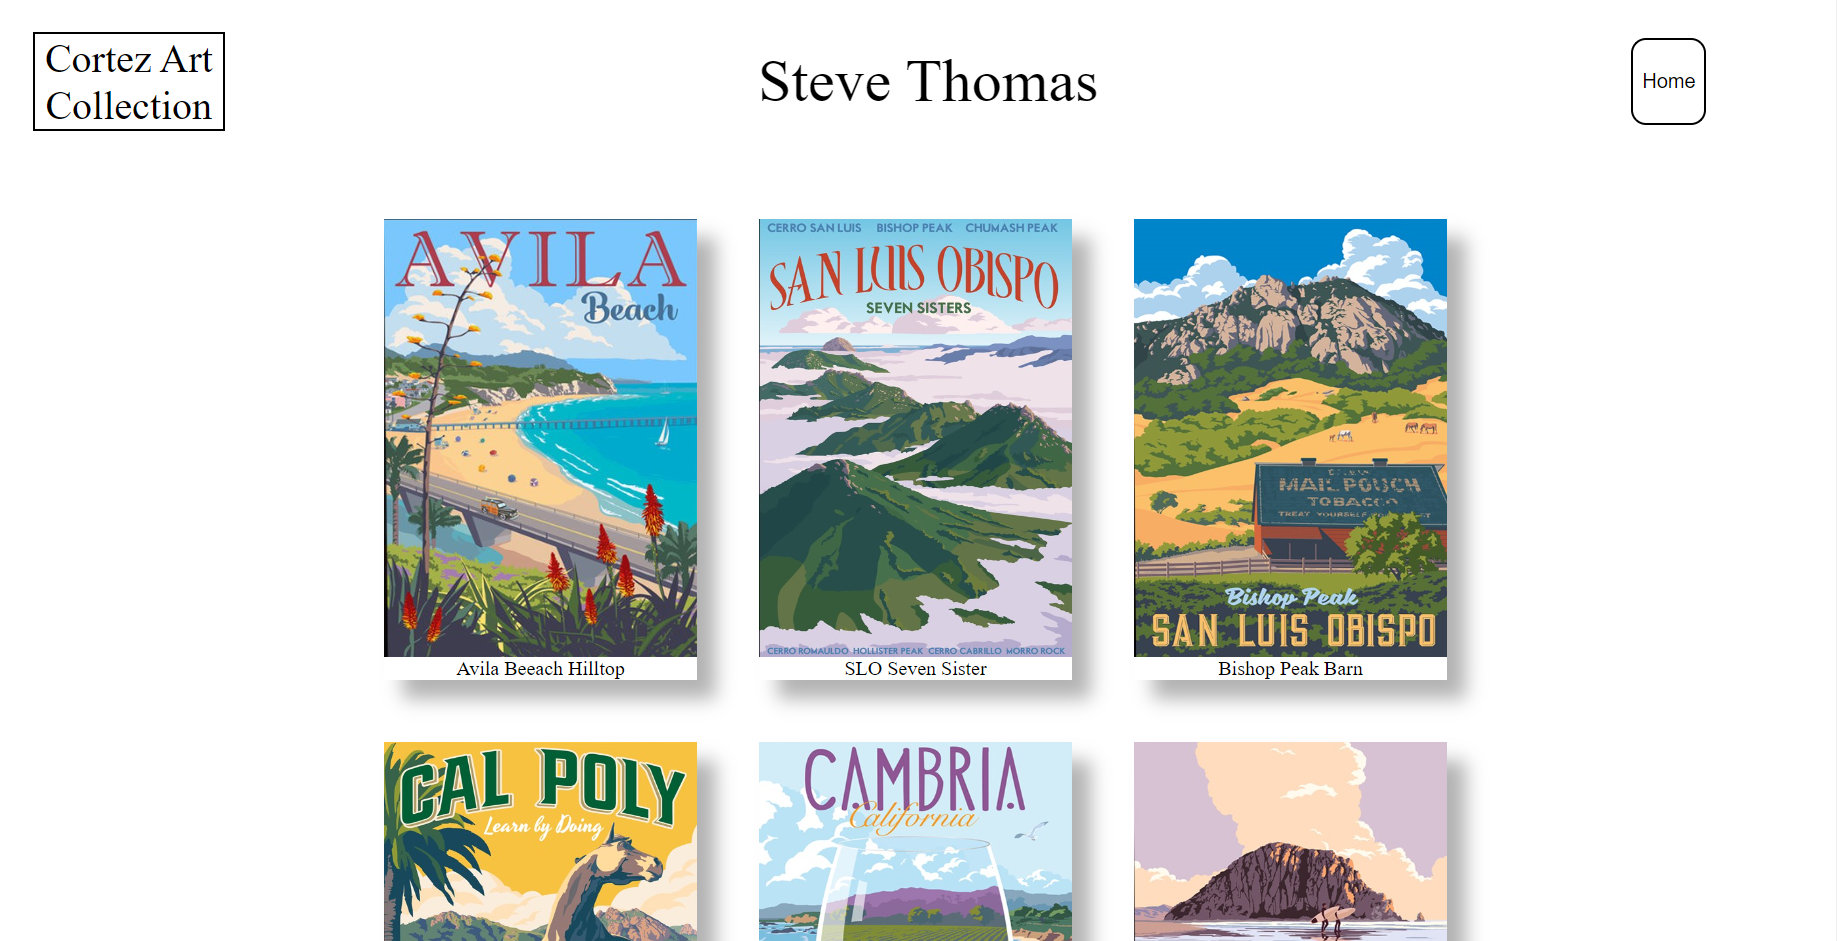 Cortez Art
Collection
Steve Thomas
Home
AVILA
Beach
Avila Beeach Hilltop
CERRO SAN LUIS BISHOP PEAK CHUMASH PEAK
SAN LUIS OBISPO
SEVEN SISTERS
CERRO ROMAULDO HOLLISTER PEAK CERRO CABRILLO MORRO ROCK
SLO Seven Sister
MAIL POUCH
TOBACCO
TREAT YOURSELF
Bishop Peak
SAN LUIS OBISPO
Bishop Peak Barn
CAL POLY
Learn by Doing
CAMBRIA
California